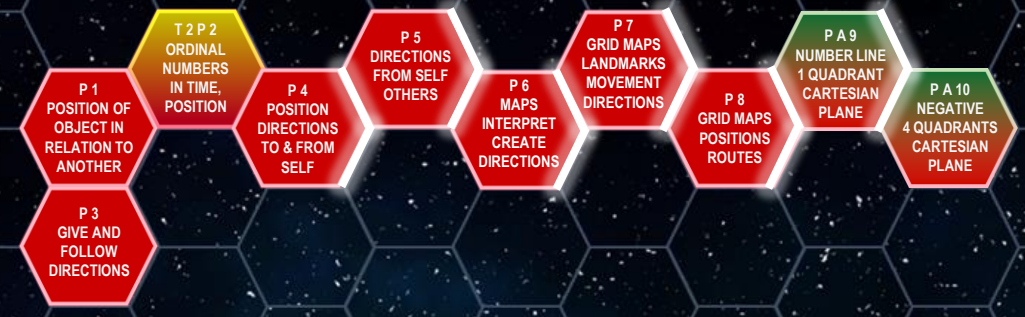 P 1
POSITION OF
OBJECT IN
RELATION TO
ANOTHER
P 3
GIVE AND
FOLLOW
DIRECTIONS
T 2 P 2
ORDINAL
NUMBERS
IN TIME,
POSITION
P 4
POSITION
DIRECTIONS
TO & FROM
SELF
P 5
DIRECTIONS
FROM SELF
OTHERS
P 6
MAPS
INTERPRET
CREATE
DIRECTIONS
P 7
GRID MAPS
LANDMARKS
MOVEMENT
DIRECTIONS
P 8
GRID MAPS
POSITIONS
ROUTES
P A 9
NUMBER LINE
1 QUADRANT
CARTESIAN
PLANE
P A 10
NEGATIVE
4 QUADRANTS
CARTESIAN
PLANE